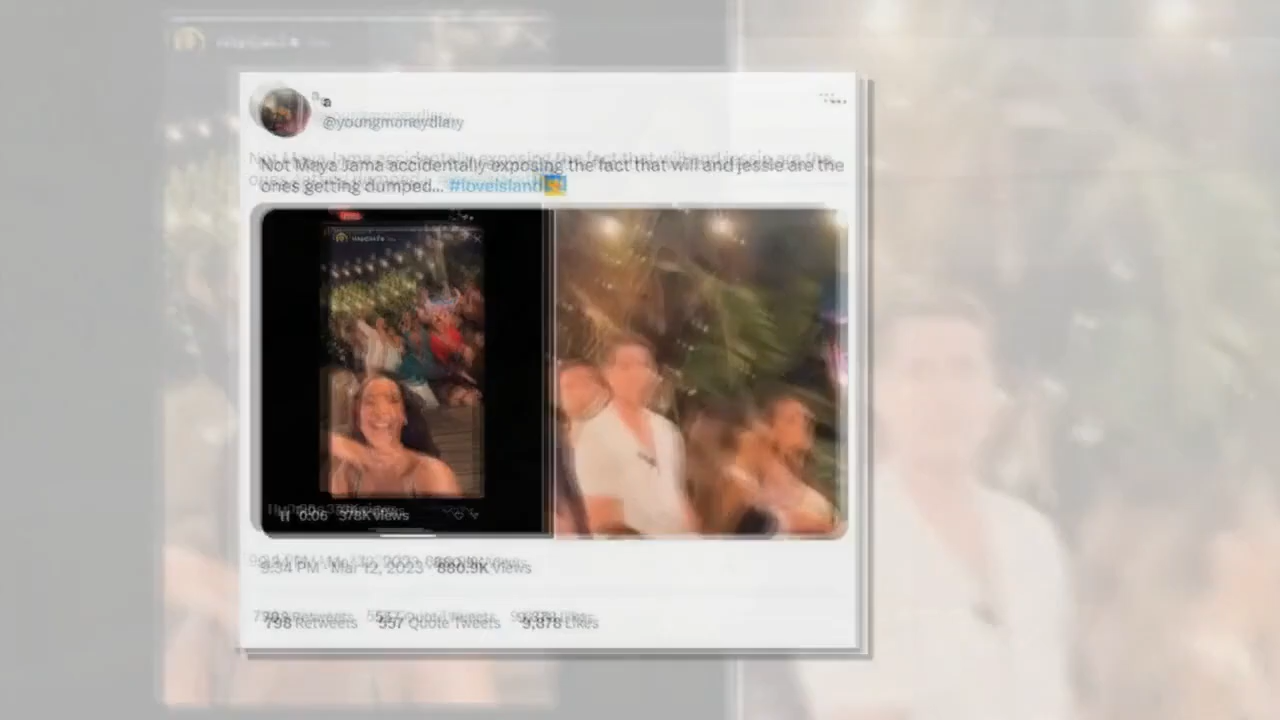 a
@youngmoneydiary
Not Maya Jama accidentally exposing the fact that will and jessie are the
ones getting dumped... #loveisland
0:06 378K views
9:34 PM · Mar 12, 2023 · 880.9K Views
798 Retweets 557 Quote Tweets 9,878 Likes